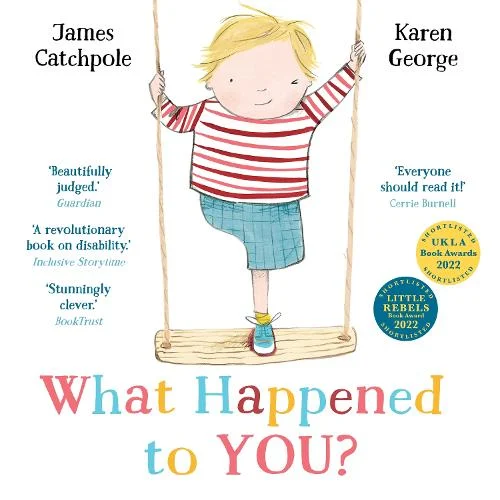 James
Catchpole
Karen
George
'Beautifully
judged.'
Guardian
'A revolutionary
book on disability.'
Inclusive Storytime
'Stunningly
clever.'
BookTrust
'Everyone
should read it!'
Cerrie Burnell
SHORTLISTED
UKLA
Book Awards
2022
SHORTLISTED
SHORTLISTED
LITTLE
REBELS
Book Award
2022
SHORTLISTED
What Happened
to YOU?